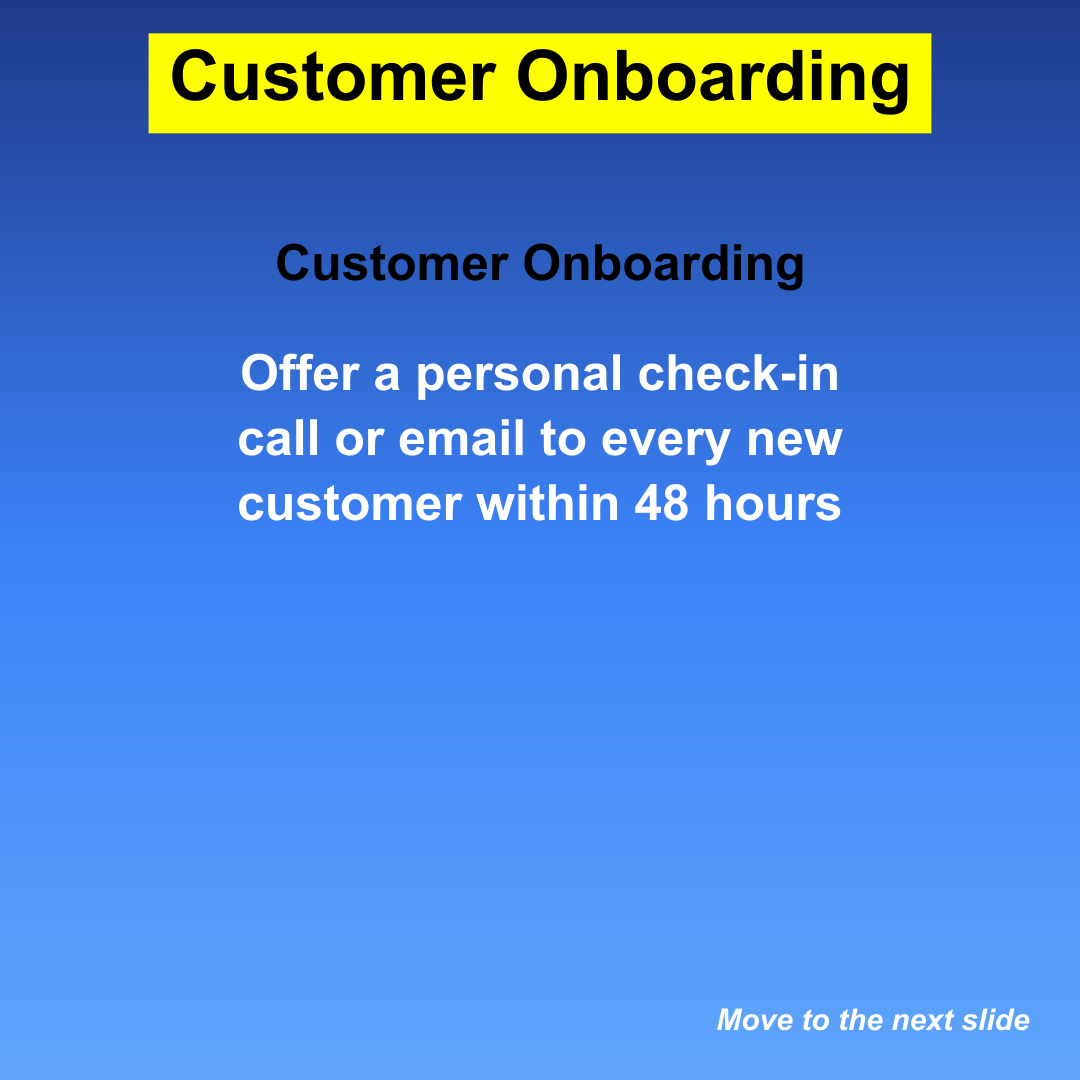 Customer Onboarding
Customer Onboarding
Offer a personal check-in
call or email to every new
customer within 48 hours
Move to the next slide